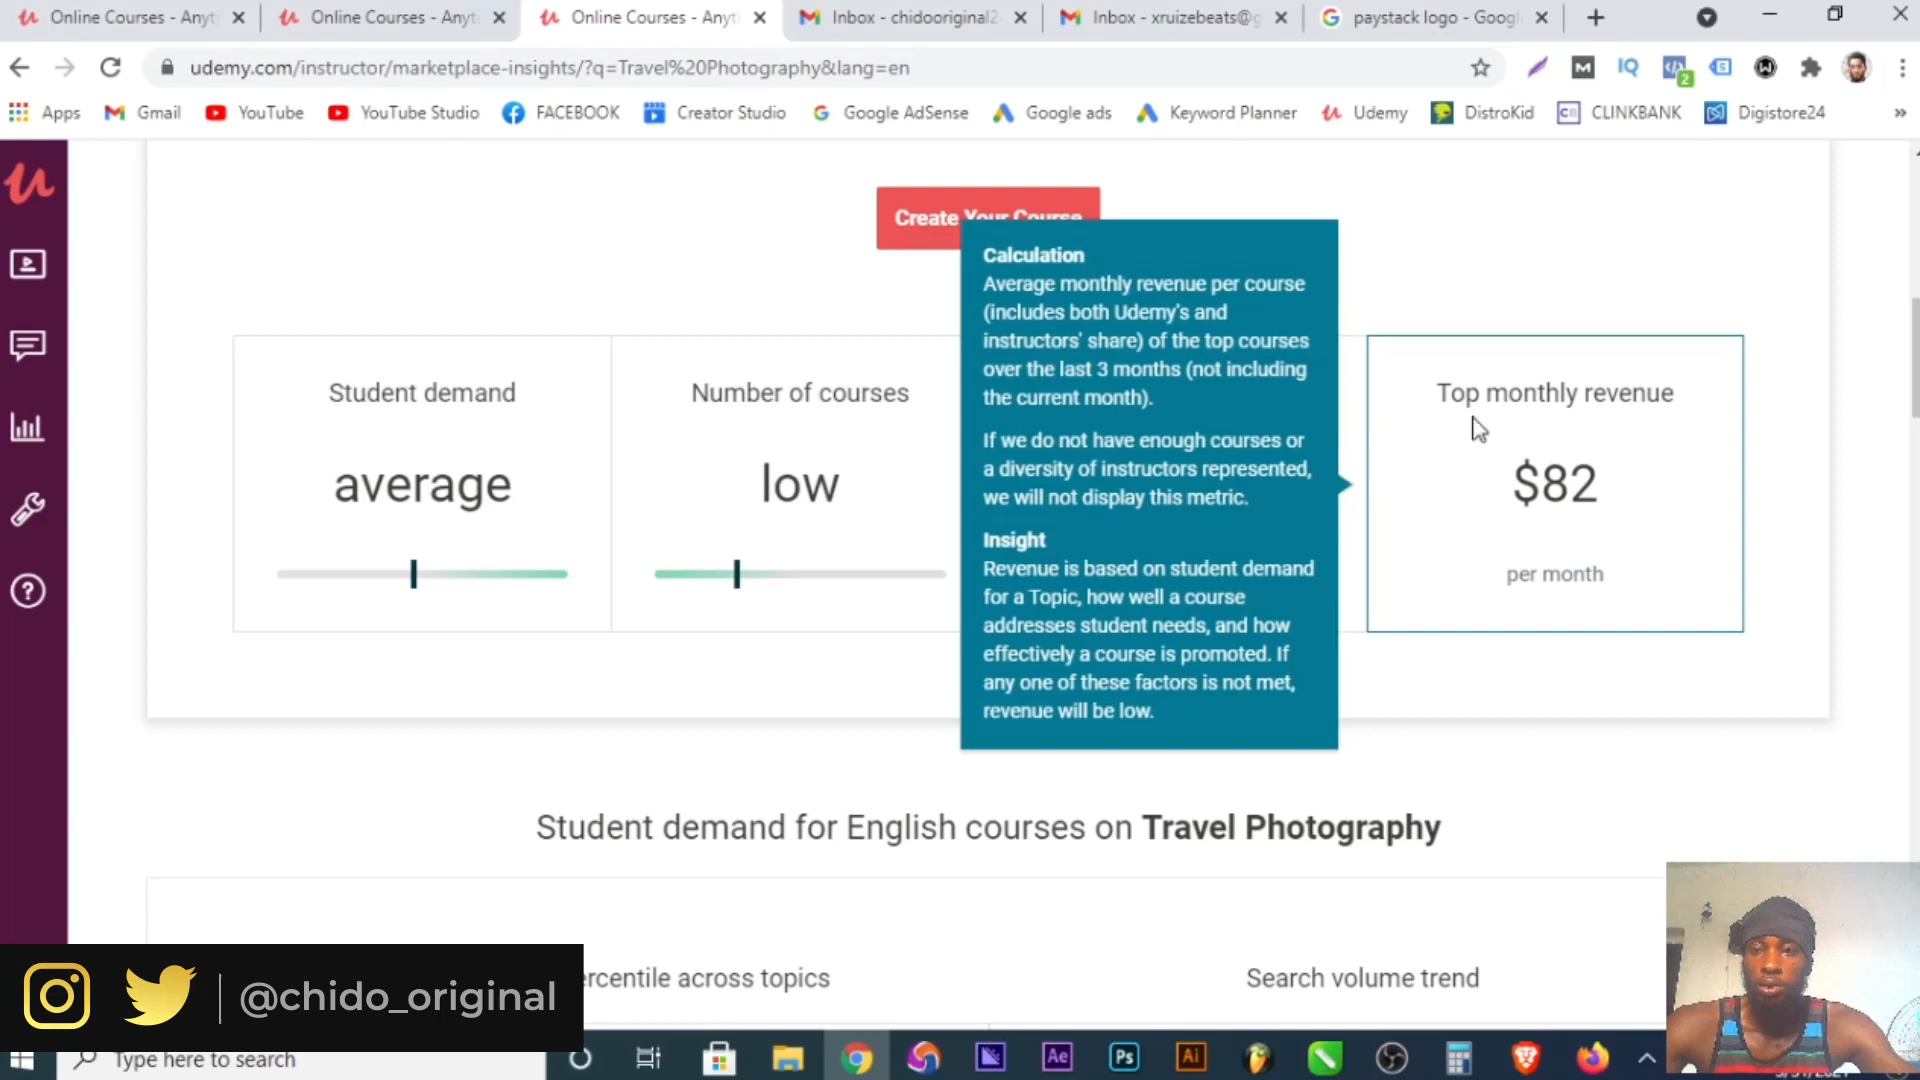 Online Courses - Anyti
Online Courses - Anyti
Online Courses - Anyt
Inbox - chidooriginal2
Inbox - xruizebeats@g
paystack logo - Googl
udemy.com/instructor/marketplace-insights/?q=Travel%20Photography&lang=en
Apps
Gmail
YouTube
YouTube Studio
FACEBOOK
Creator Studio
Google AdSense
Google ads
Keyword Planner
Udemy
DistroKid
CLINKBANK
Digistore24
Create Your Course
Calculation
Average monthly revenue per course
(includes both Udemy's and
instructors' share) of the top courses
over the last 3 months (not including
the current month).
If we do not have enough courses or
a diversity of instructors represented,
we will not display this metric.
Insight
Revenue is based on student demand
for a Topic, how well a course
addresses student needs, and how
effectively a course is promoted. If
any one of these factors is not met,
revenue will be low.
Student demand
average
Number of courses
low
Top monthly revenue
$82
per month
Student demand for English courses on Travel Photography
ercentile across topics
Search volume trend
@chido_original
Type here to search